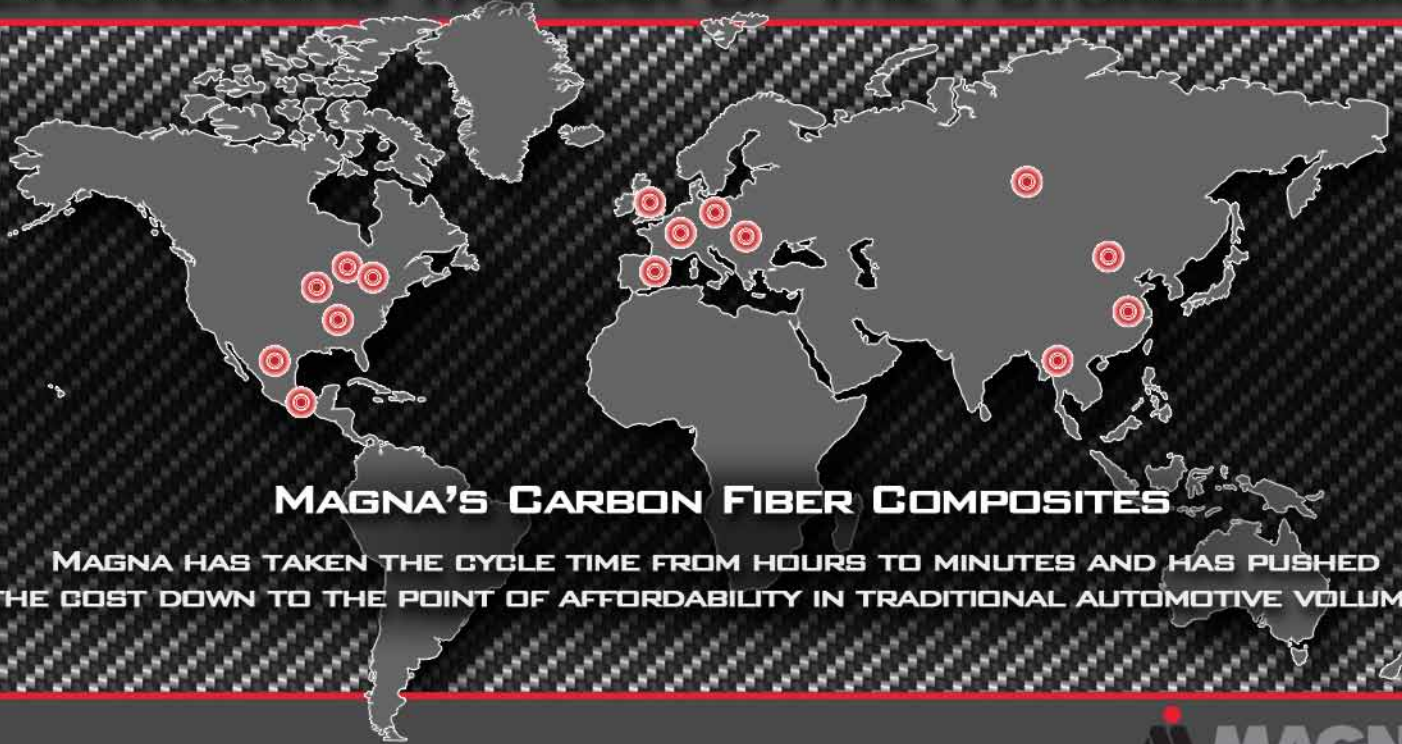 Magna's Carbon Fiber Composites
Magna has taken the cycle time from hours to minutes and has pushed
the cost down to the point of affordability in traditional automotive
MAGN